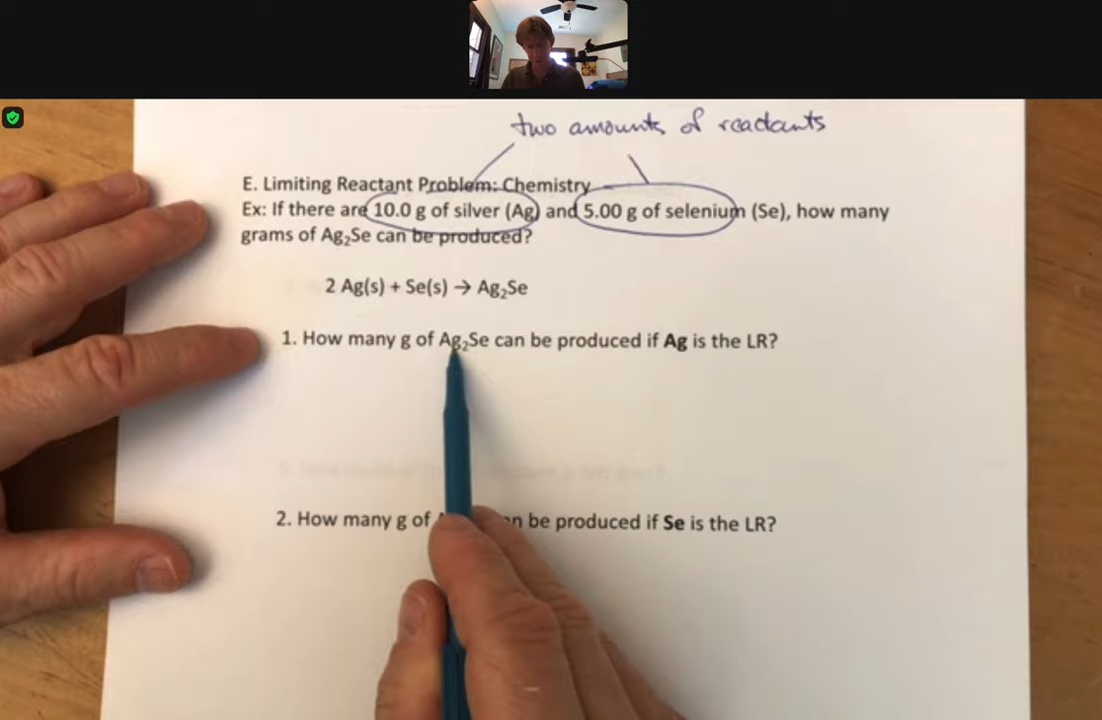 two amounts of reactants
E. Limiting Reactant Problem: Chemistry
Ex: If there are 10.0 g of silver (Ag) and 5.00 g of selenium (Se), how many
grams of Ag₂Se can be produced?
2 Ag(s) + Se(s) → Ag₂Se
1. How many g of Ag₂Se can be produced if Ag is the LR?
2. How many g of be produced if Se is the LR?